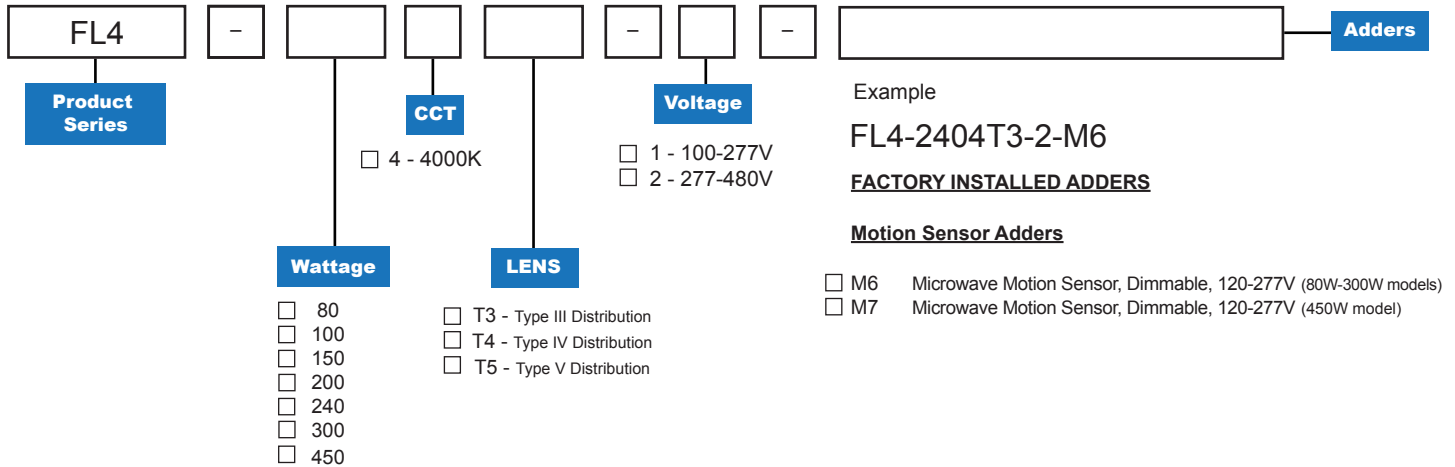 FL4 - - -
Adders
Product
Series
CCT
4 - 4000K
Voltage
1 - 100-277V
2 - 277-480V
Example
FL4-2404T3-2-M6
FACTORY INSTALLED ADDERS
Motion Sensor Adders
M6 Microwave Motion Sensor, Dimmable, 120-277V (80W-300W models)
M7 Microwave Motion Sensor, Dimmable, 120-277V (450W model)
Wattage
80
100
150
200
240
300
450
LENS
T3 - Type III Distribution
T4 - Type IV Distribution
T5 - Type V Distribution